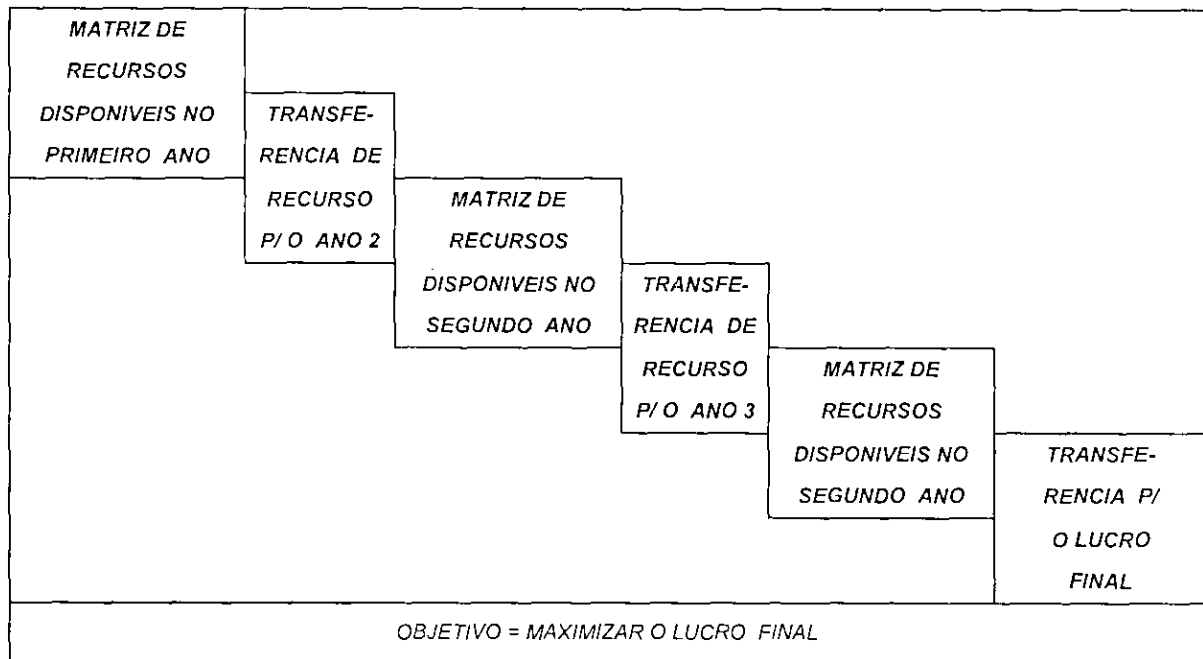 MATRIZ DE
RECURSOS
DISPONIVEIS NO
PRIMEIRO ANO
TRANSFE-
RENCIA DE
RECURSO
P/ O ANO 2
MATRIZ DE
RECURSOS
DISPONIVEIS NO
SEGUNDO ANO
TRANSFE-
RENCIA DE
RECURSO
P/ O ANO 3
MATRIZ DE
RECURSOS
DISPONIVEIS NO
SEGUNDO ANO
TRANSFE-
RENCIA P/
O LUCRO
FINAL
OBJETIVO = MAXIMIZAR O LUCRO FINAL